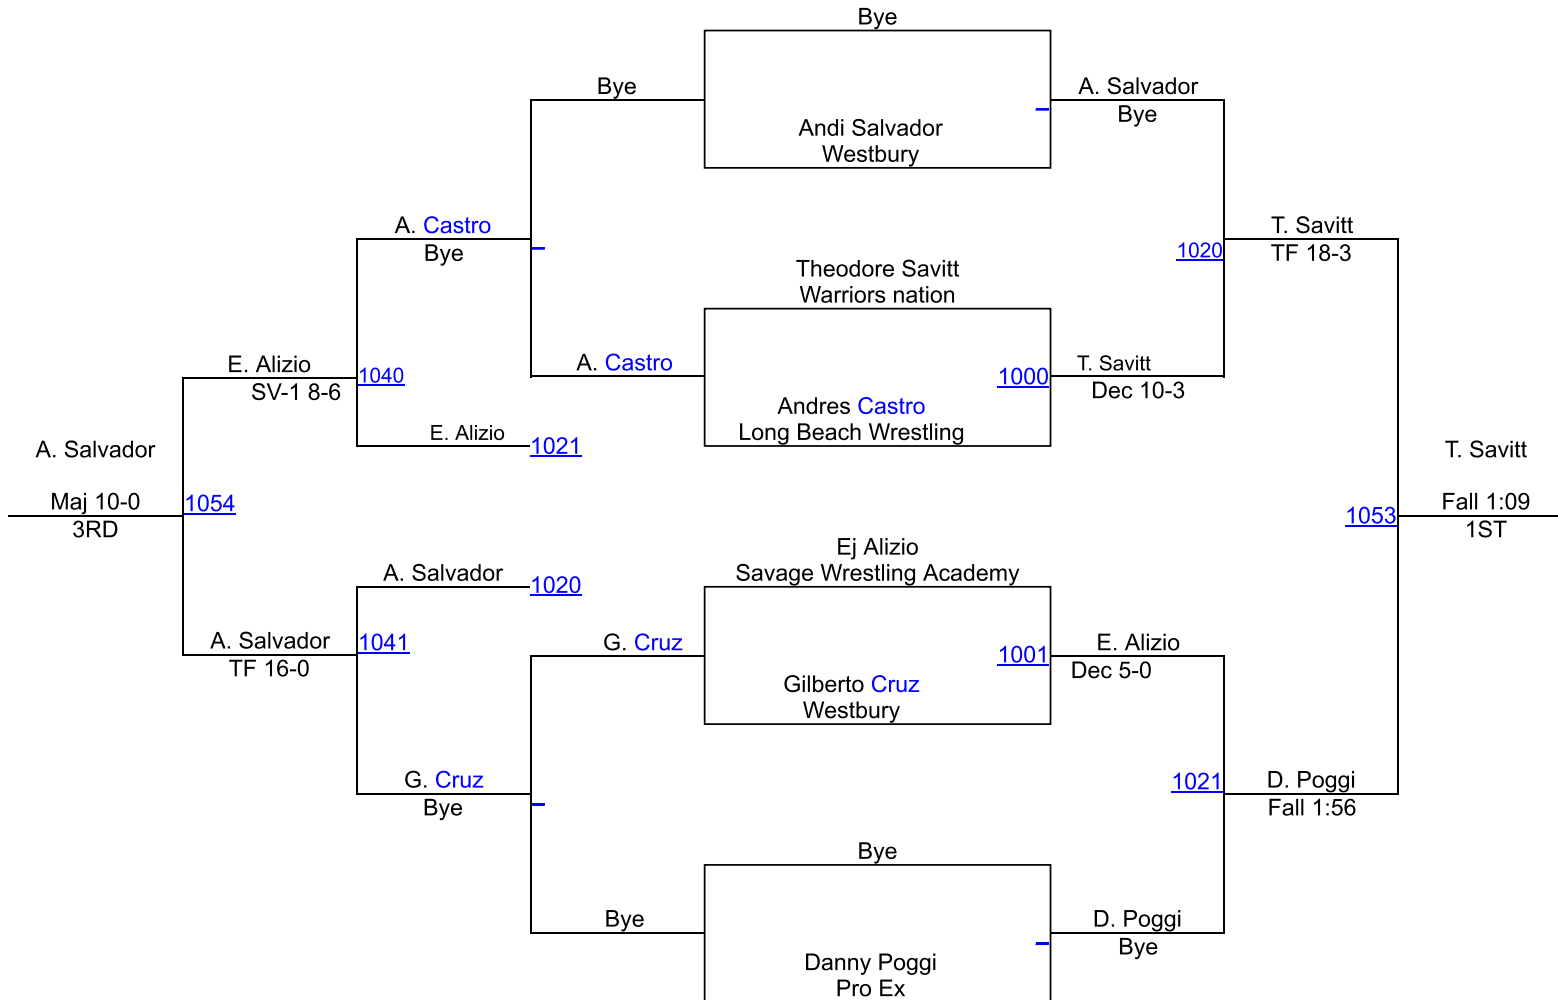 Bye
Bye
A. Salvador
Bye
Andi Salvador
Westbury
A. Castro
Bye
T. Savitt
1020
TF 18-3
Theodore Savitt
Warriors nation
E. Alizio
1040
SV-1 8-6
A. Castro
1000
T. Savitt
Dec 10-3
Andres Castro
Long Beach Wrestling
E. Alizio
1021
A. Salvador
T. Savitt
Maj 10-0
1054
3RD
1053
Fall 1:09
1ST
Ej Alizio
Savage Wrestling Academy
A. Salvador
1020
A. Salvador
1041
TF 16-0
G. Cruz
1001
E. Alizio
Dec 5-0
Gilberto Cruz
Westbury
G. Cruz
Bye
1021
D. Poggi
Fall 1:56
Bye
Bye
D. Poggi
Bye
Danny Poggi
Pro Ex